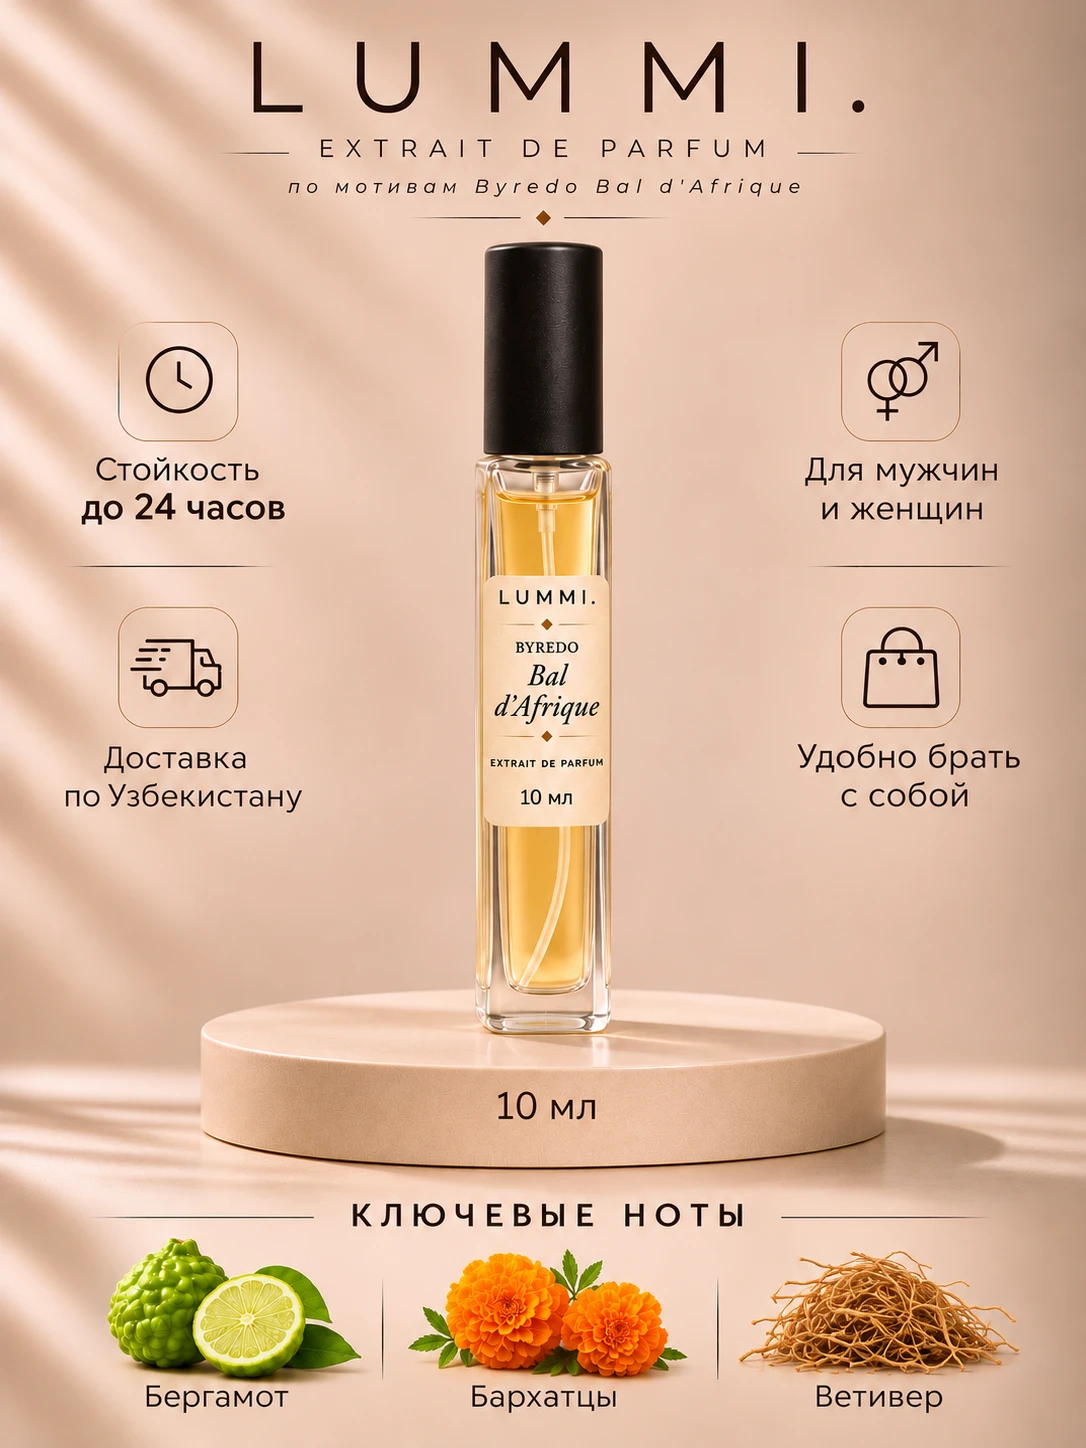 LUMMI.
EXTRAIT DE PARFUM
по мотивам Byredo Bal d'Afrique
Стойкость
до 24 часов
Для мужчин
и женщин
Доставка
по Узбекистану
Удобно брать
с собой
LUMMI.
BYREDO
Bal
d'Afrique
EXTRAIT DE PARFUM
10 мл
10 мл
КЛЮЧЕВЫЕ НОТЫ
Бергамот
Бархатцы
Ветивер